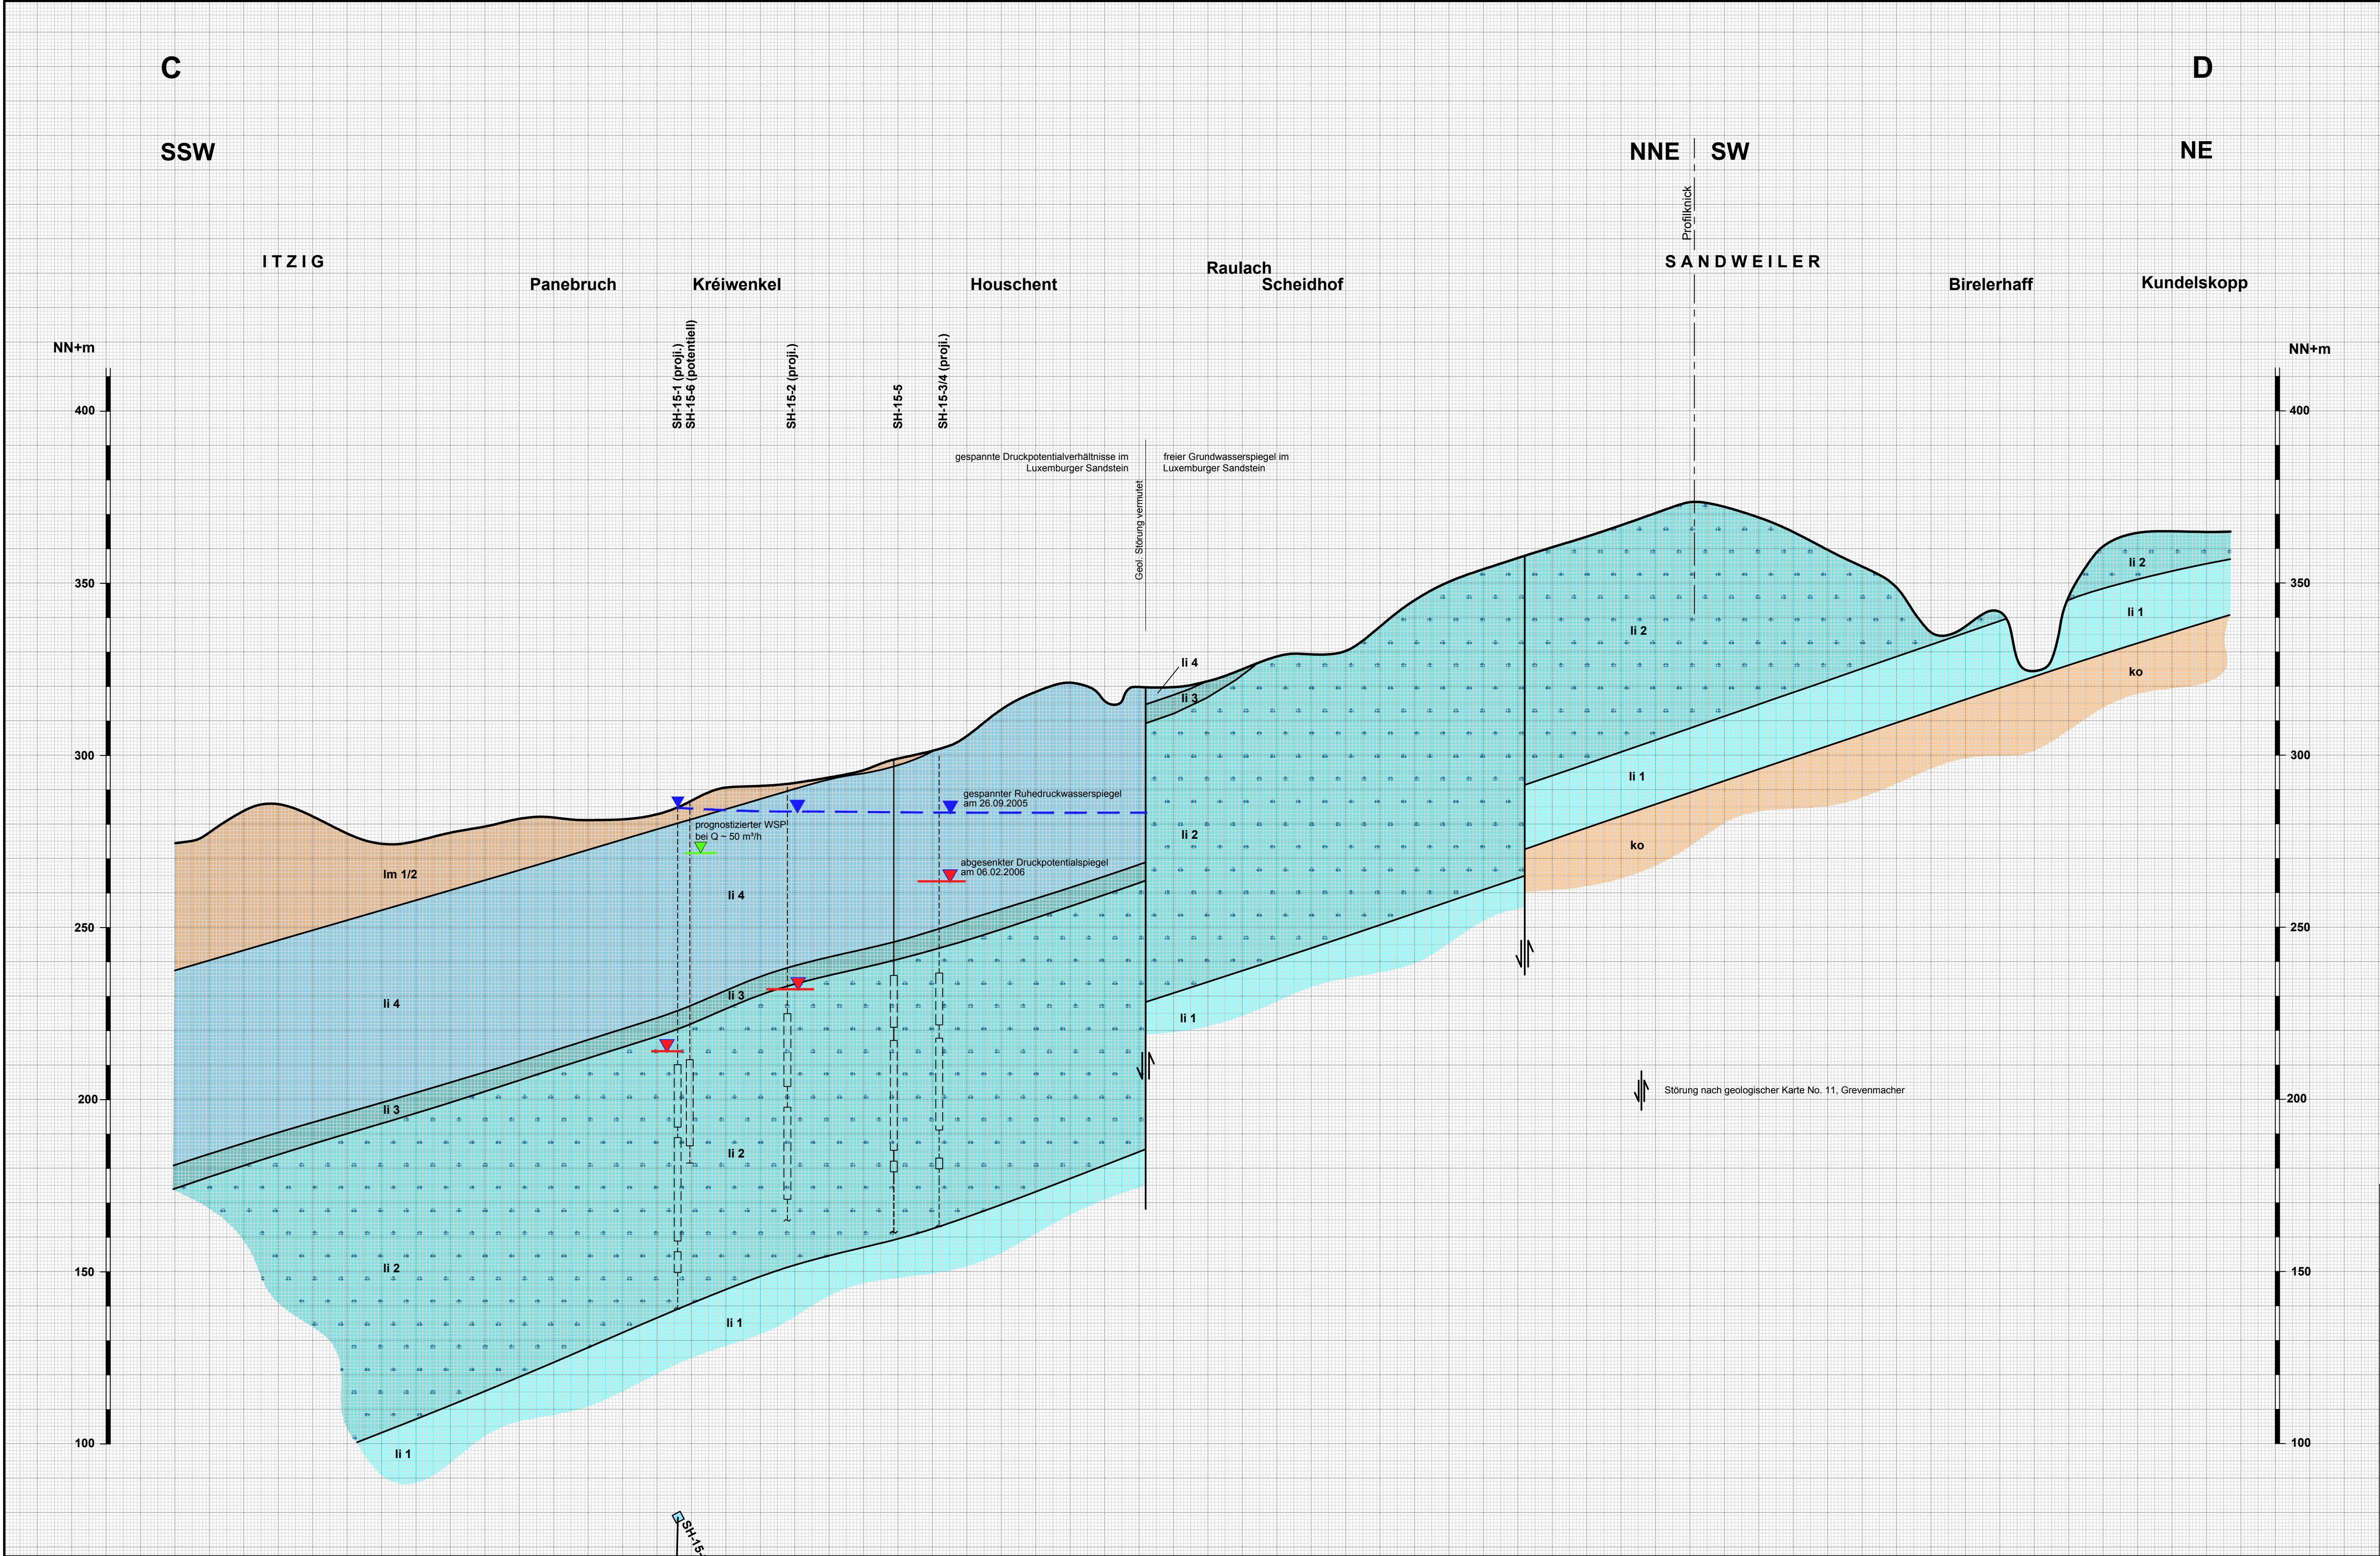 C
D
SSW
NNE
SW
NE
Profilknick
ITZIG
SANDWEILER
Raulach
Panebruch
Kréiwenkel
Houschent
Scheidhof
Birelerhaff
Kundelskopp
NN+m
NN+m
SH-15-1 (proji.)
SH-15-6 (potentiell)
SH-15-2 (proji.)
SH-15-5
SH-15-3/4 (proji.)
400
400
gespannte Druckpotentialverhältnisse im
Luxemburger Sandstein
freier Grundwasserspiegel im
Luxemburger Sandstein
Geol. Störung vermutet
350
350
li 2
li 1
li 2
li 4
ko
li 3
300
300
li 1
gespannter Ruhedruckwasserspiegel
am 26.09.2005
prognostizierter WSP
bei Q ~ 50 m³/h
li 2
ko
abgesenkter Druckpotentialspiegel
am 06.02.2006
lm 1/2
li 4
250
250
li 3
li 4
li 1
200
200
li 3
Störung nach geologischer Karte No. 11, Grevenmacher
li 2
150
150
li 2
li 1
100
100
li 1
SH-15-